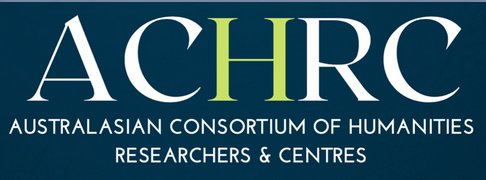 ACHRC
AUSTRALASIAN CONSORTIUM OF HUMANITIES
RESEARCHERS & CENTRES